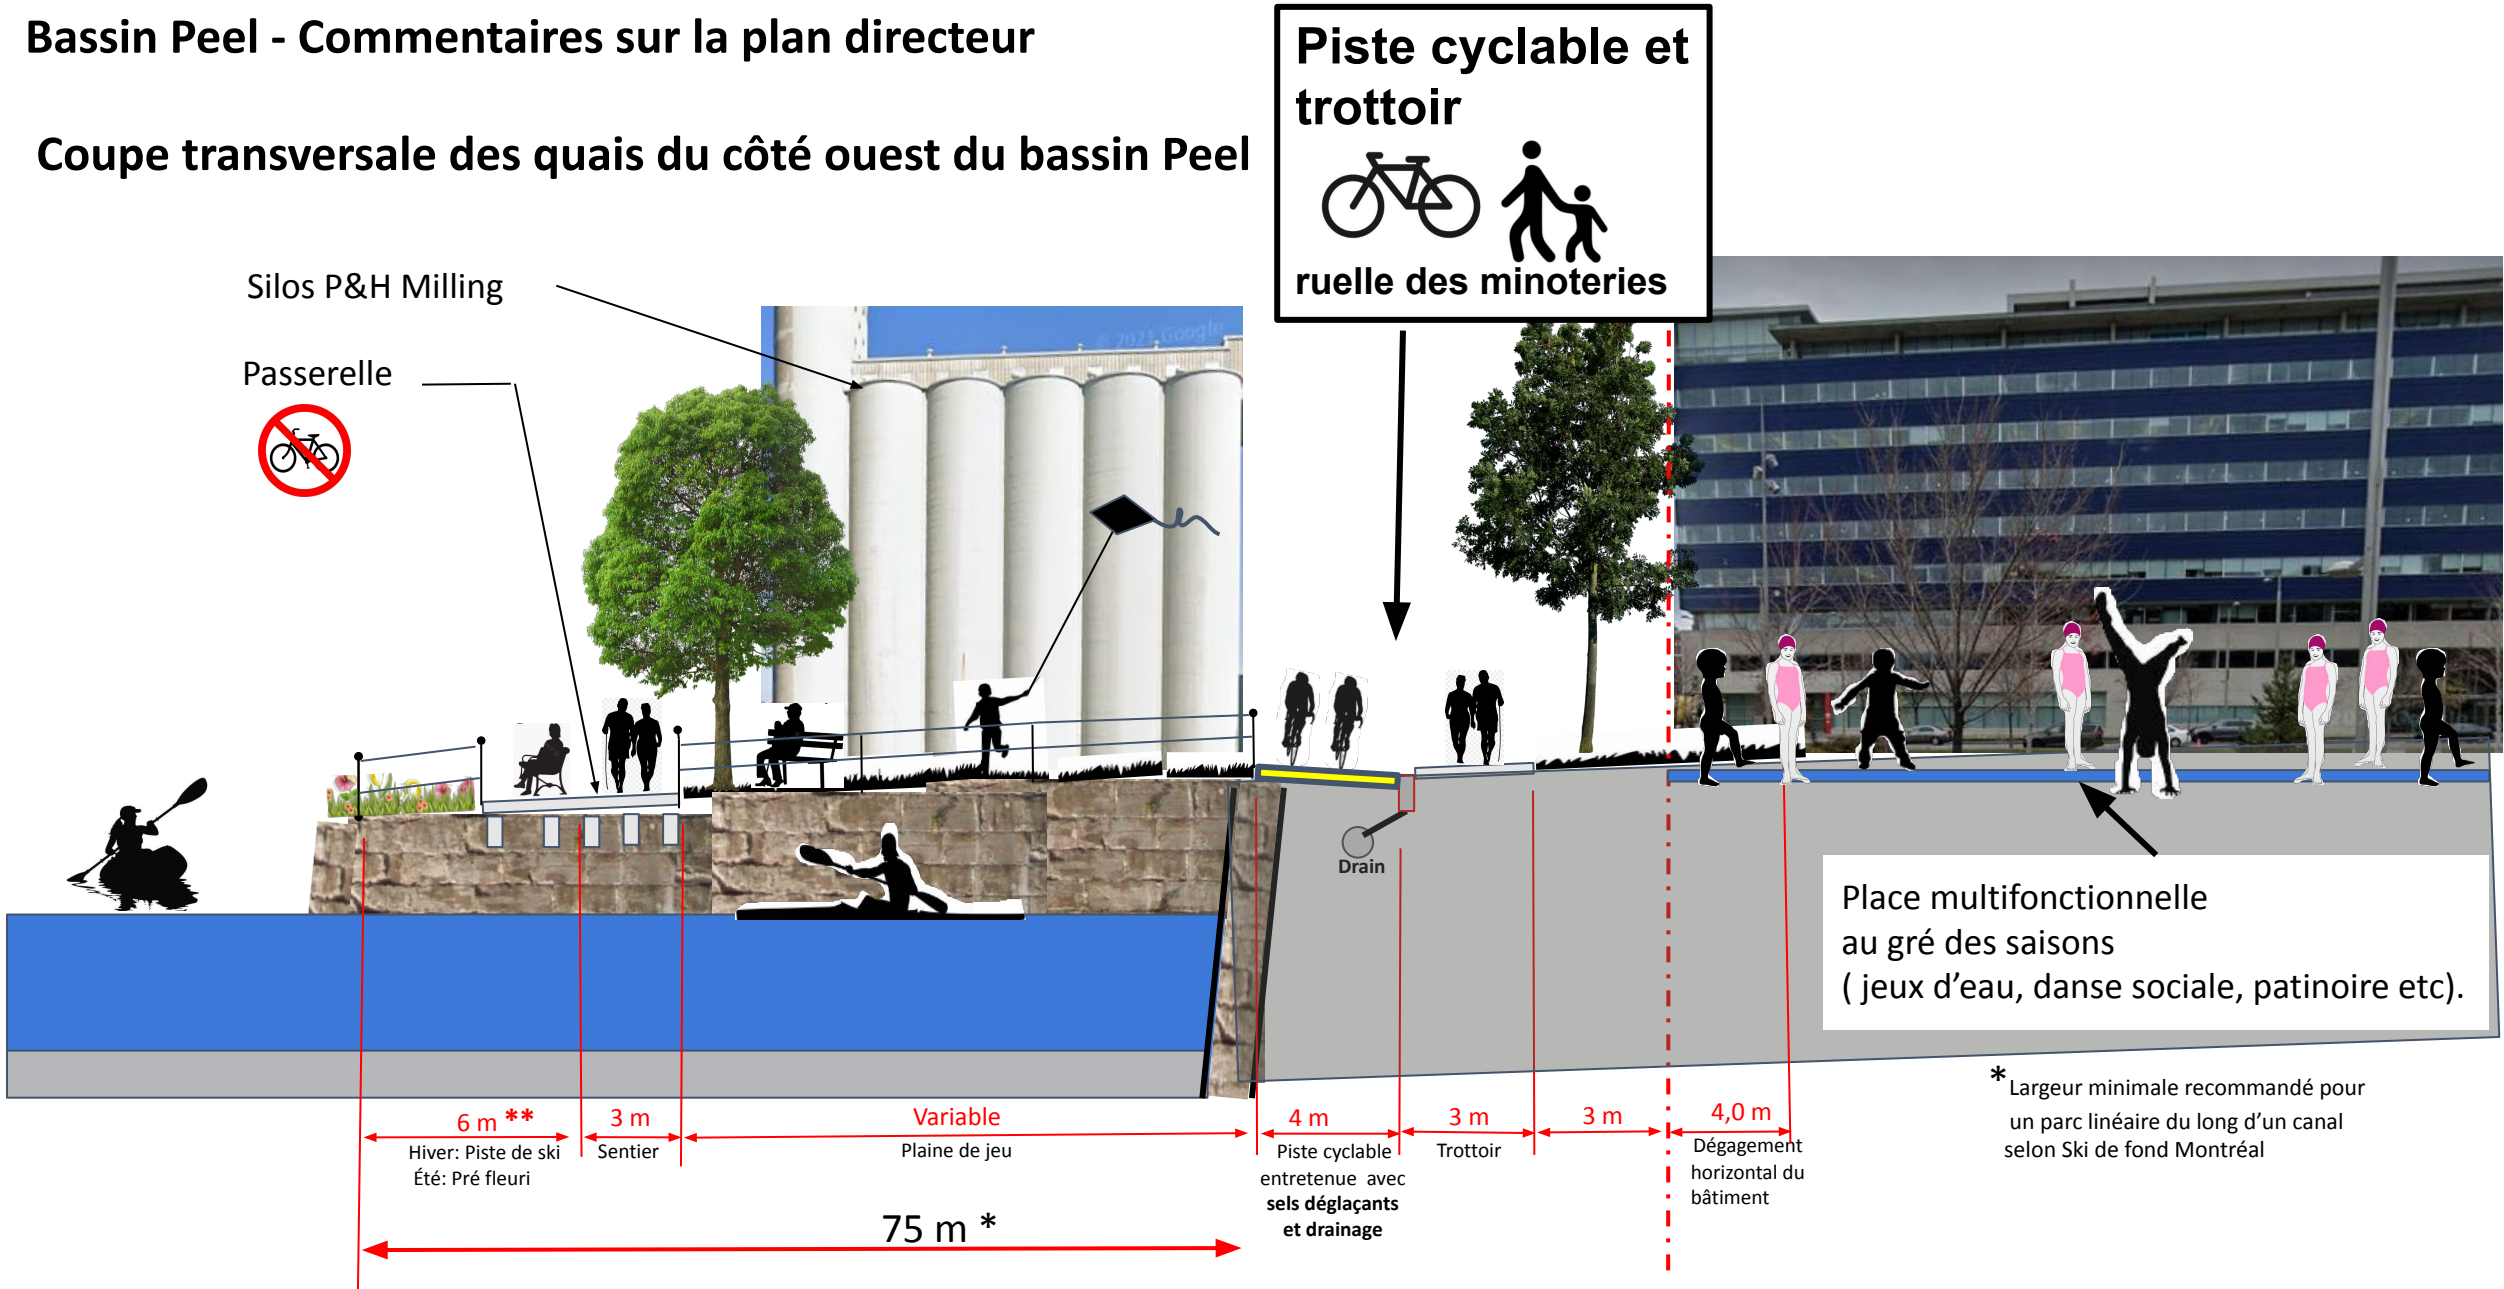 Bassin Peel - Commentaires sur la plan directeur
Coupe transversale des quais du côté ouest du bassin Peel
Piste cyclable et
trottoir
ruelle des minoteries
Silos P&H Milling
Passerelle
© 2021 Google
Drain
Place multifonctionnelle
au gré des saisons
( jeux d'eau, danse sociale, patinoire etc).
6 m **
Hiver: Piste de ski
Été: Pré fleuri
3 m
Sentier
Variable
Plaine de jeu
4 m
Piste cyclable
entretenue avec
sels déglaçants
et drainage
3 m
Trottoir
3 m
4,0 m
Dégagement
horizontal du
bâtiment
75 m *
* Largeur minimale recommandé pour
un parc linéaire du long d'un canal
selon Ski de fond Montréal